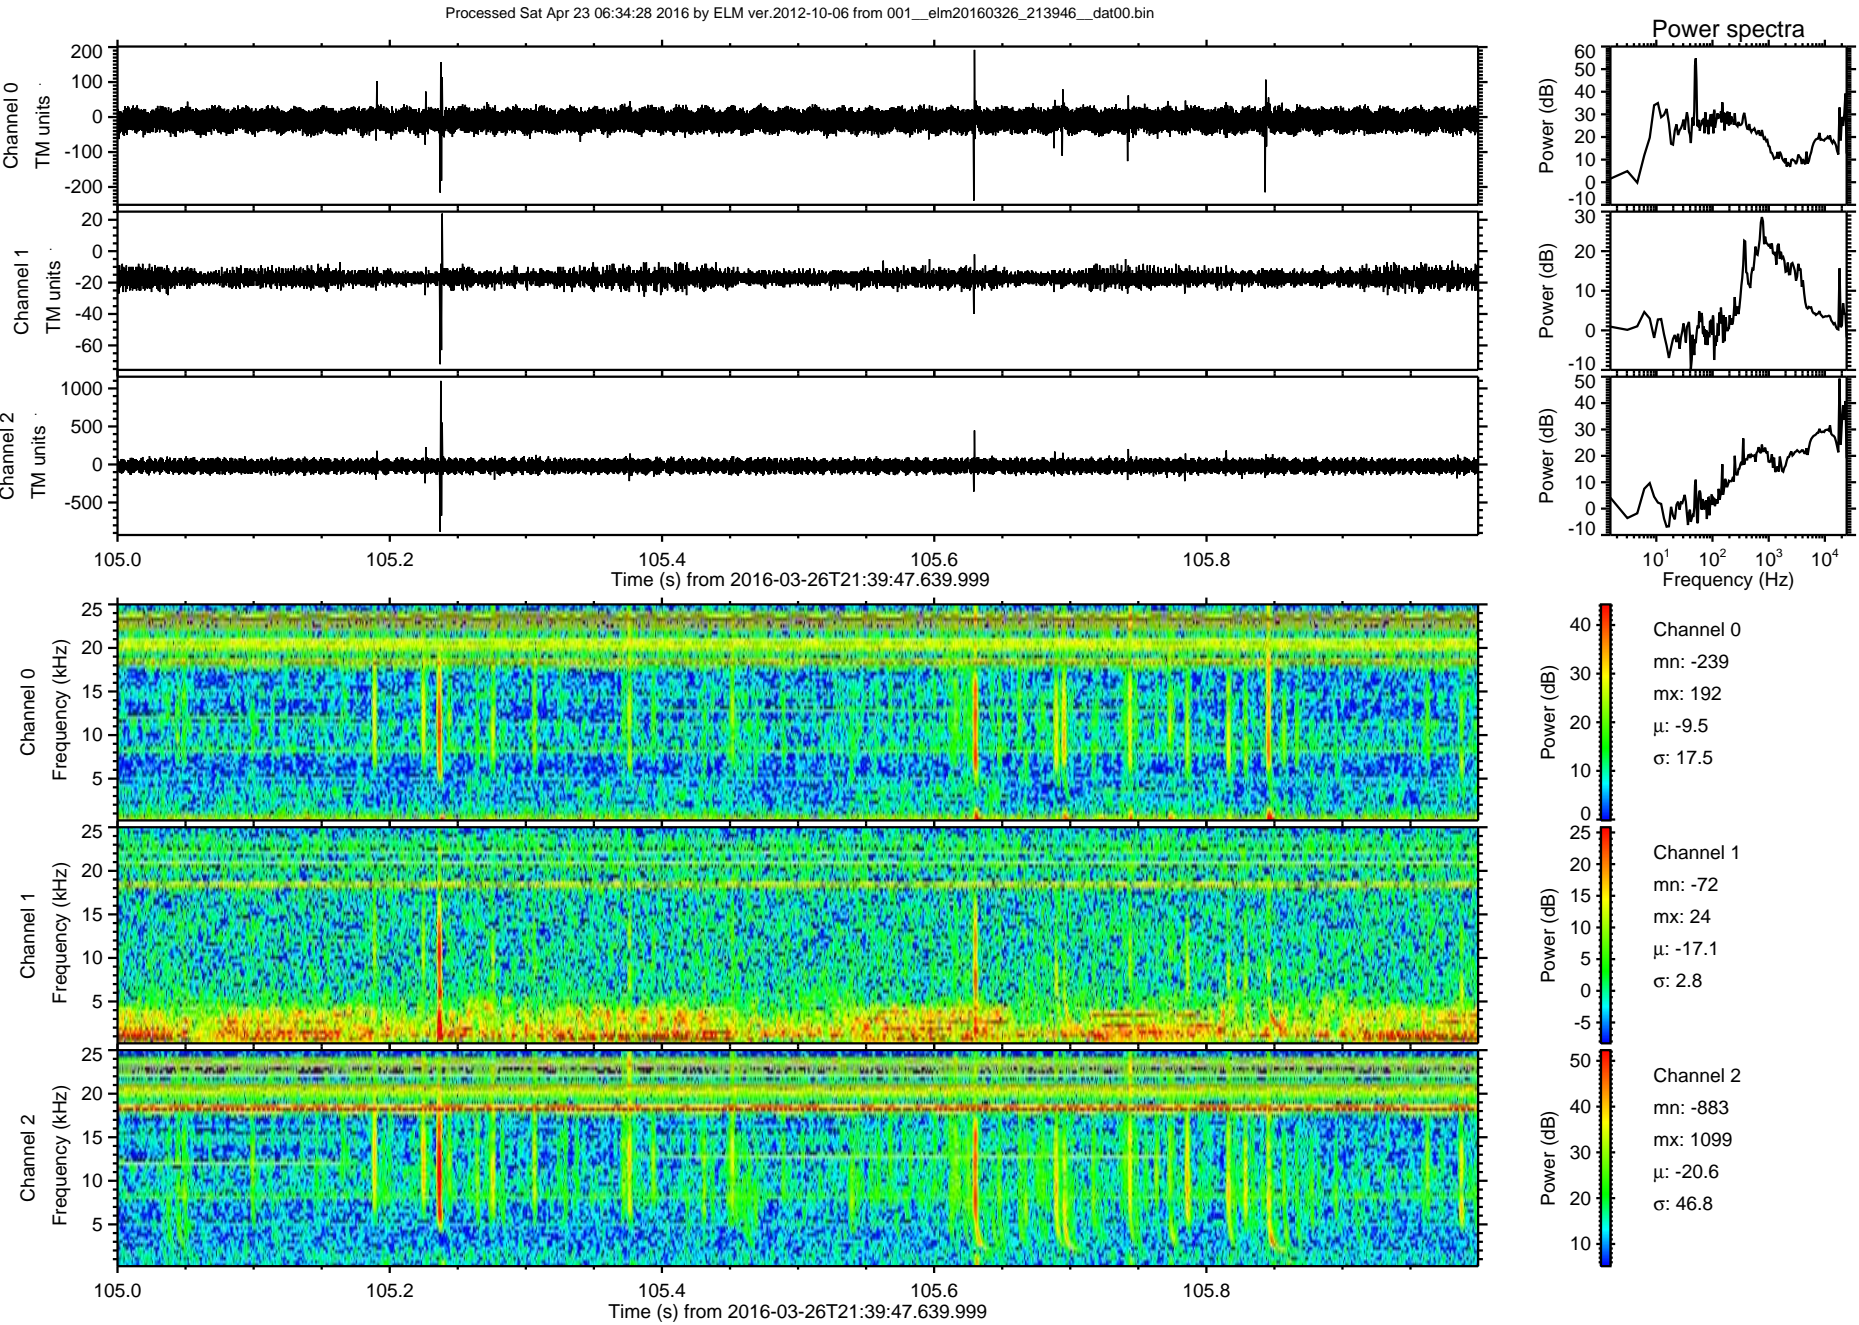 Processed Sat Apr 23 06:34:28 2016 by ELM ver.2012-10-06 from 001__elm20160326_213946__dat00.bin
Power spectra
Channel 0
TM units
200
100
0
-100
-200
Power (dB)
60
50
40
30
20
10
0
-10
Channel 1
TM units
20
0
-20
-40
-60
Power (dB)
30
20
10
0
-10
Channel 2
TM units
1000
500
0
-500
Power (dB)
50
40
30
20
10
0
-10
105.0 105.2 105.4 105.6 105.8
Time (s) from 2016-03-26T21:39:47.639.999
10^1 10^2 10^3 10^4
Frequency (Hz)
Channel 0
Frequency (kHz)
25
20
15
10
5
Power (dB)
40
30
20
10
0
Channel 0
mn: -239
mx: 192
μ: -9.5
σ: 17.5
Channel 1
Frequency (kHz)
25
20
15
10
5
Power (dB)
25
20
15
10
5
0
-5
Channel 1
mn: -72
mx: 24
μ: -17.1
σ: 2.8
Channel 2
Frequency (kHz)
25
20
15
10
5
Power (dB)
50
40
30
20
10
Channel 2
mn: -883
mx: 1099
μ: -20.6
σ: 46.8
105.0 105.2 105.4 105.6 105.8
Time (s) from 2016-03-26T21:39:47.639.999